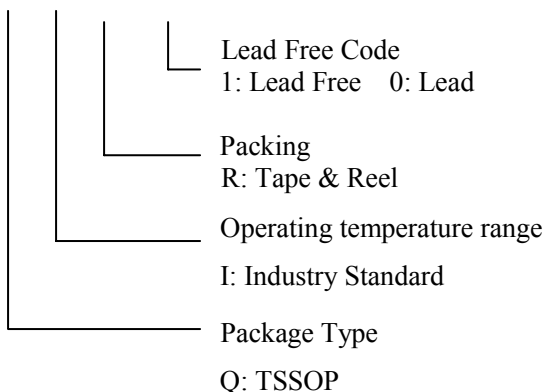 Lead Free Code
1: Lead Free 0: Lead
Packing
R: Tape & Reel
Operating temperature range
I: Industry Standard
Package Type
Q: TSSOP